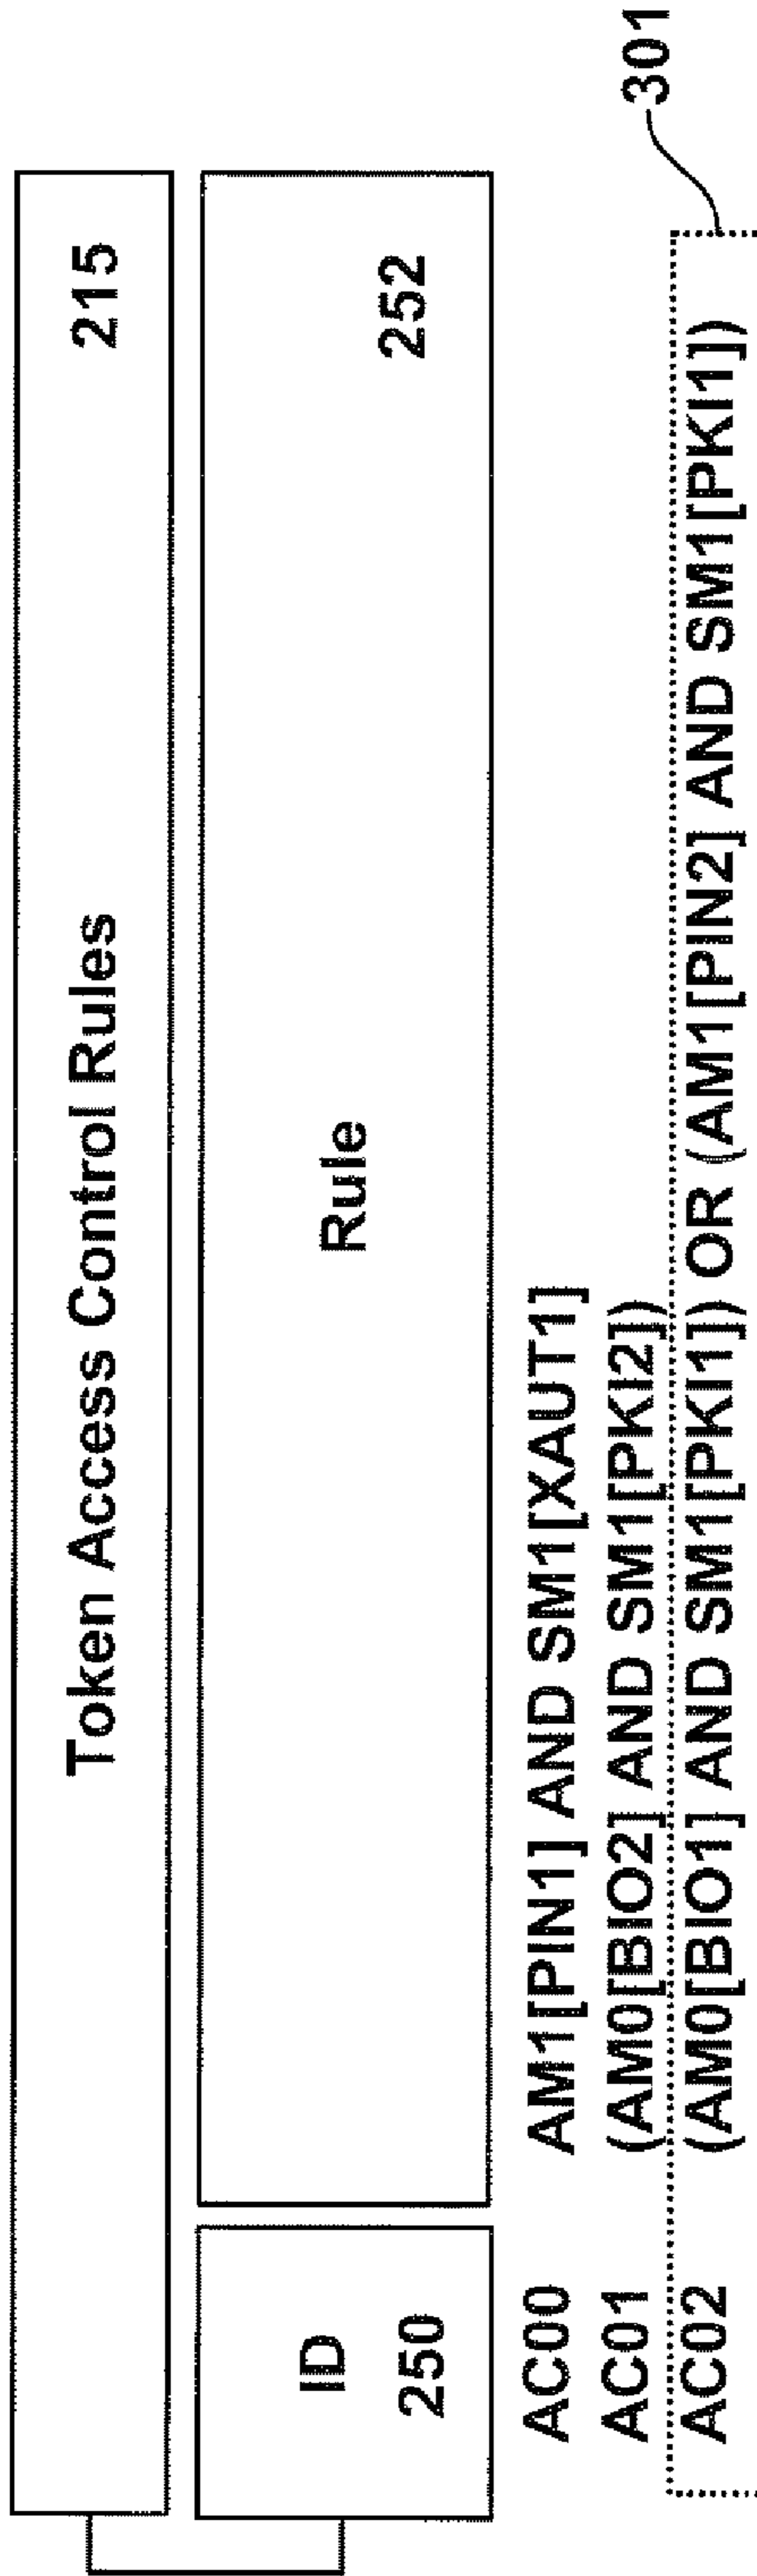 Token Access Control Rules 215
ID 250 Rule 252
AC00 AM1[PIN1] AND SM1[XAUT1]
AC01 (AM0[BIO2] AND SM1[PKI2])
AC02 (AM0[BIO1] AND SM1[PKI1]) OR (AM1[PIN2] AND SM1[PKI1])
301